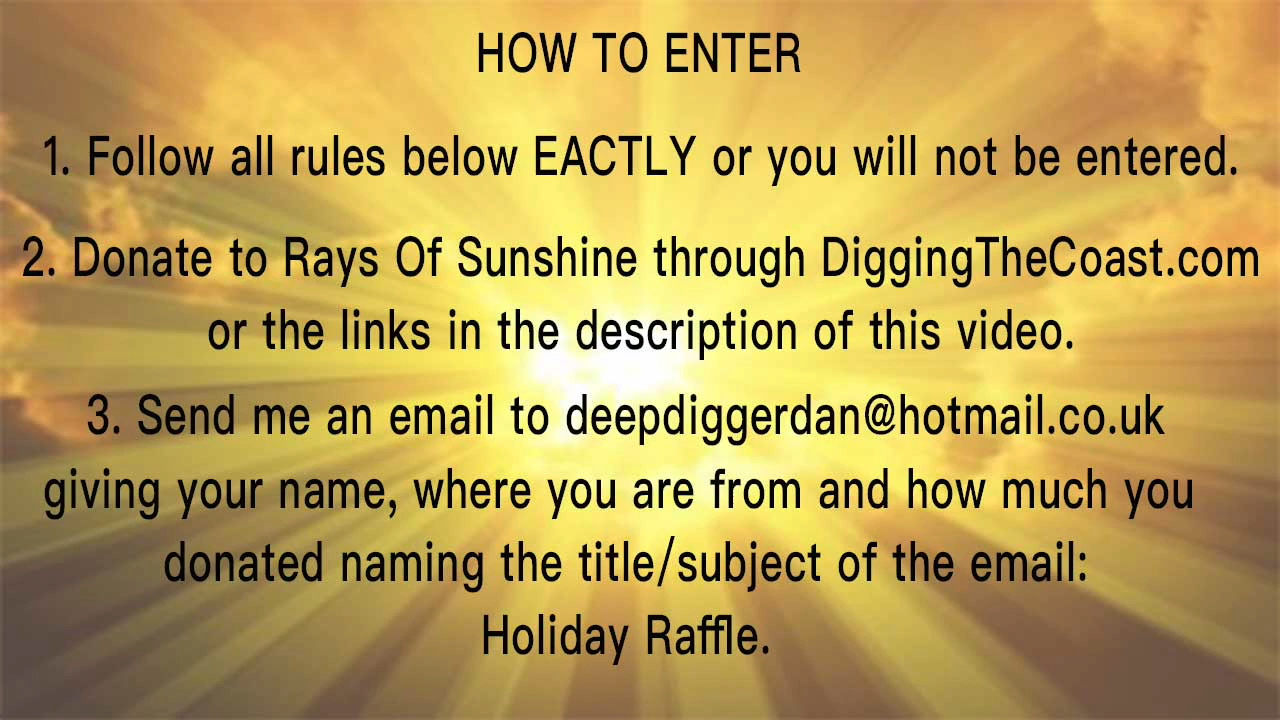 HOW TO ENTER
1. Follow all rules below EACTLY or you will not be entered.
2. Donate to Rays Of Sunshine through DiggingTheCoast.com
or the links in the description of this video.
3. Send me an email to deepdiggerdan@hotmail.co.uk
giving your name, where you are from and how much you
donated naming the title/subject of the email:
Holiday Raffle.